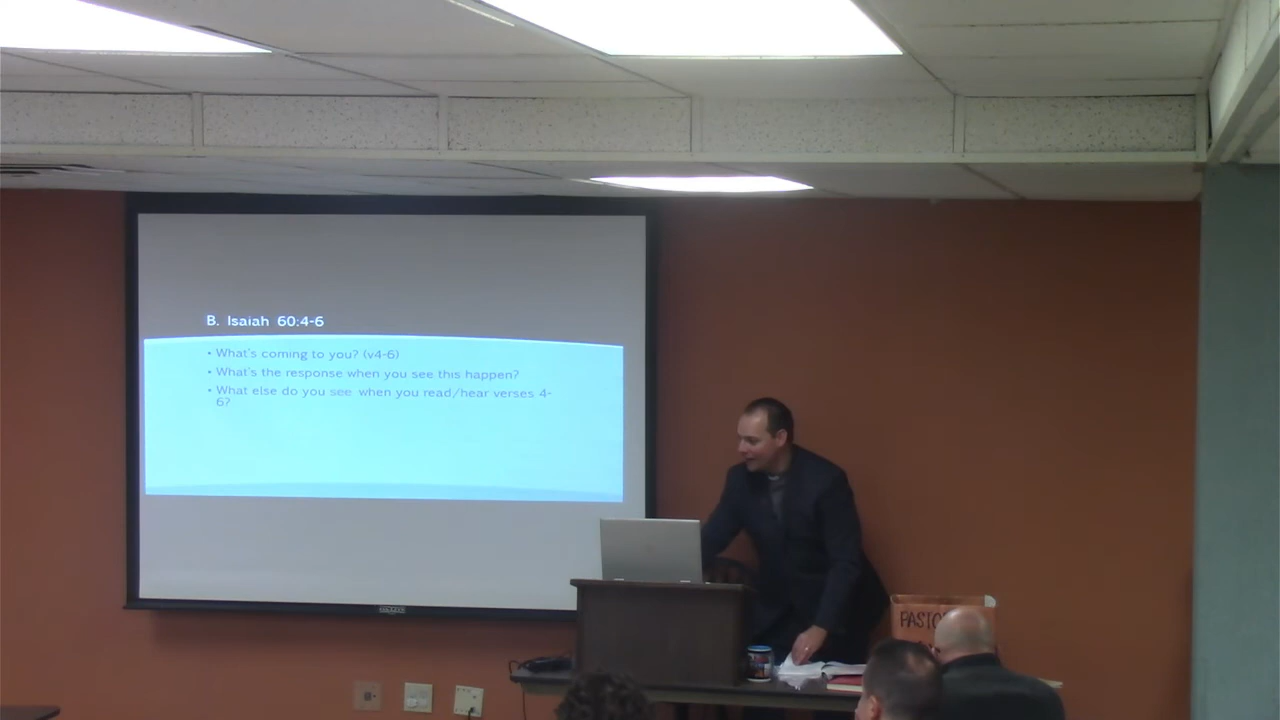 B. Isaiah 60:4-6
• What's coming to you? (v4-6)
• What's the response when you see this happen?
• What else do you see when you read/hear verses 4-
6?